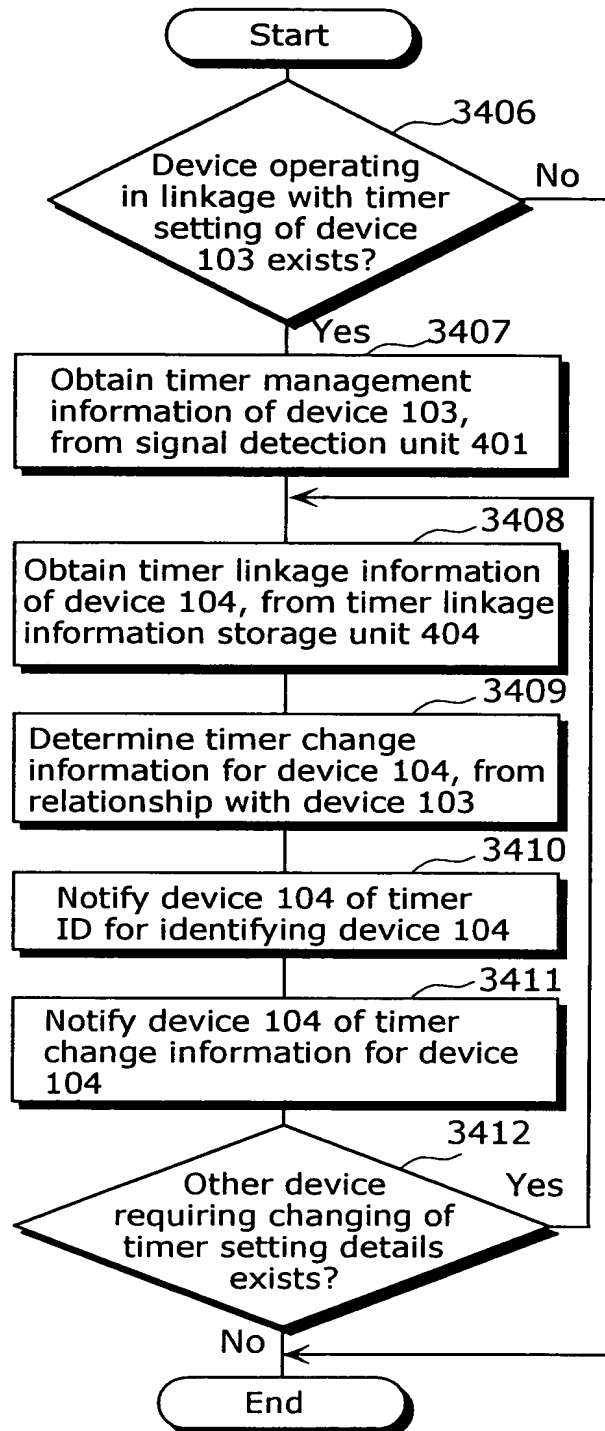 Start
3406
Device operating
in linkage with timer
setting of device
103 exists?
No
Yes
3407
Obtain timer management
information of device 103,
from signal detection unit 401
3408
Obtain timer linkage information
of device 104, from timer linkage
information storage unit 404
3409
Determine timer change
information for device 104, from
relationship with device 103
3410
Notify device 104 of timer
ID for identifying device 104
3411
Notify device 104 of timer
change information for device
104
3412
Other device
requiring changing of
timer setting details
exists?
Yes
No
End